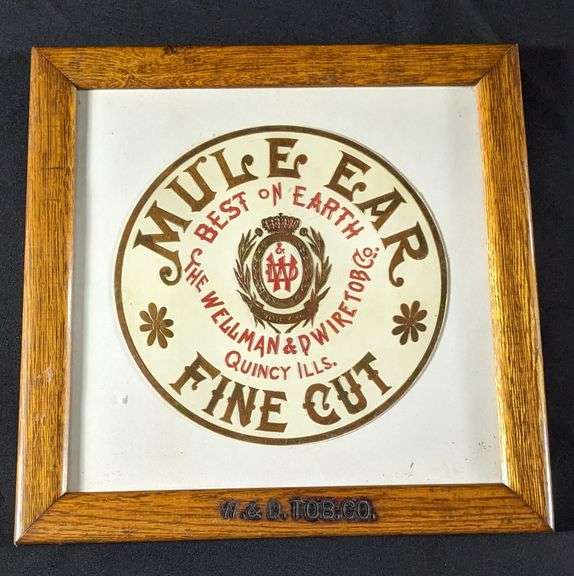 MULE EAR
BEST ON EARTH
& W D
THE WELLMAN & DWIRE TOB CO.
QUINCY ILLS.
FINE CUT
W. & D. TOB. CO.